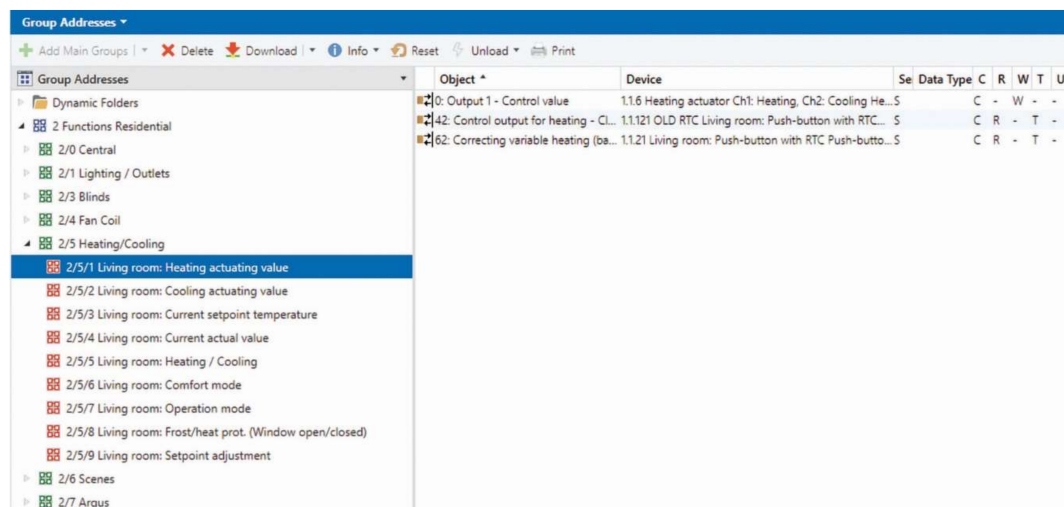 Group Addresses
Add Main Groups Delete Download Info Reset Unload Print
Group Addresses
Object Device Se Data Type C R W T U
Dynamic Folders
0: Output 1 - Control value 1.1.6 Heating actuator Ch1: Heating, Ch2: Cooling He... S C - W - -
2 Functions Residential
42: Control output for heating - Cl... 1.1.121 OLD RTC Living room: Push-button with RTC... S C R - T -
2/0 Central
62: Correcting variable heating (ba... 1.1.21 Living room: Push-button with RTC Push-butto... S C R - T -
2/1 Lighting / Outlets
2/3 Blinds
2/4 Fan Coil
2/5 Heating/Cooling
2/5/1 Living room: Heating actuating value
2/5/2 Living room: Cooling actuating value
2/5/3 Living room: Current setpoint temperature
2/5/4 Living room: Current actual value
2/5/5 Living room: Heating / Cooling
2/5/6 Living room: Comfort mode
2/5/7 Living room: Operation mode
2/5/8 Living room: Frost/heat prot. (Window open/closed)
2/5/9 Living room: Setpoint adjustment
2/6 Scenes
2/7 Argus